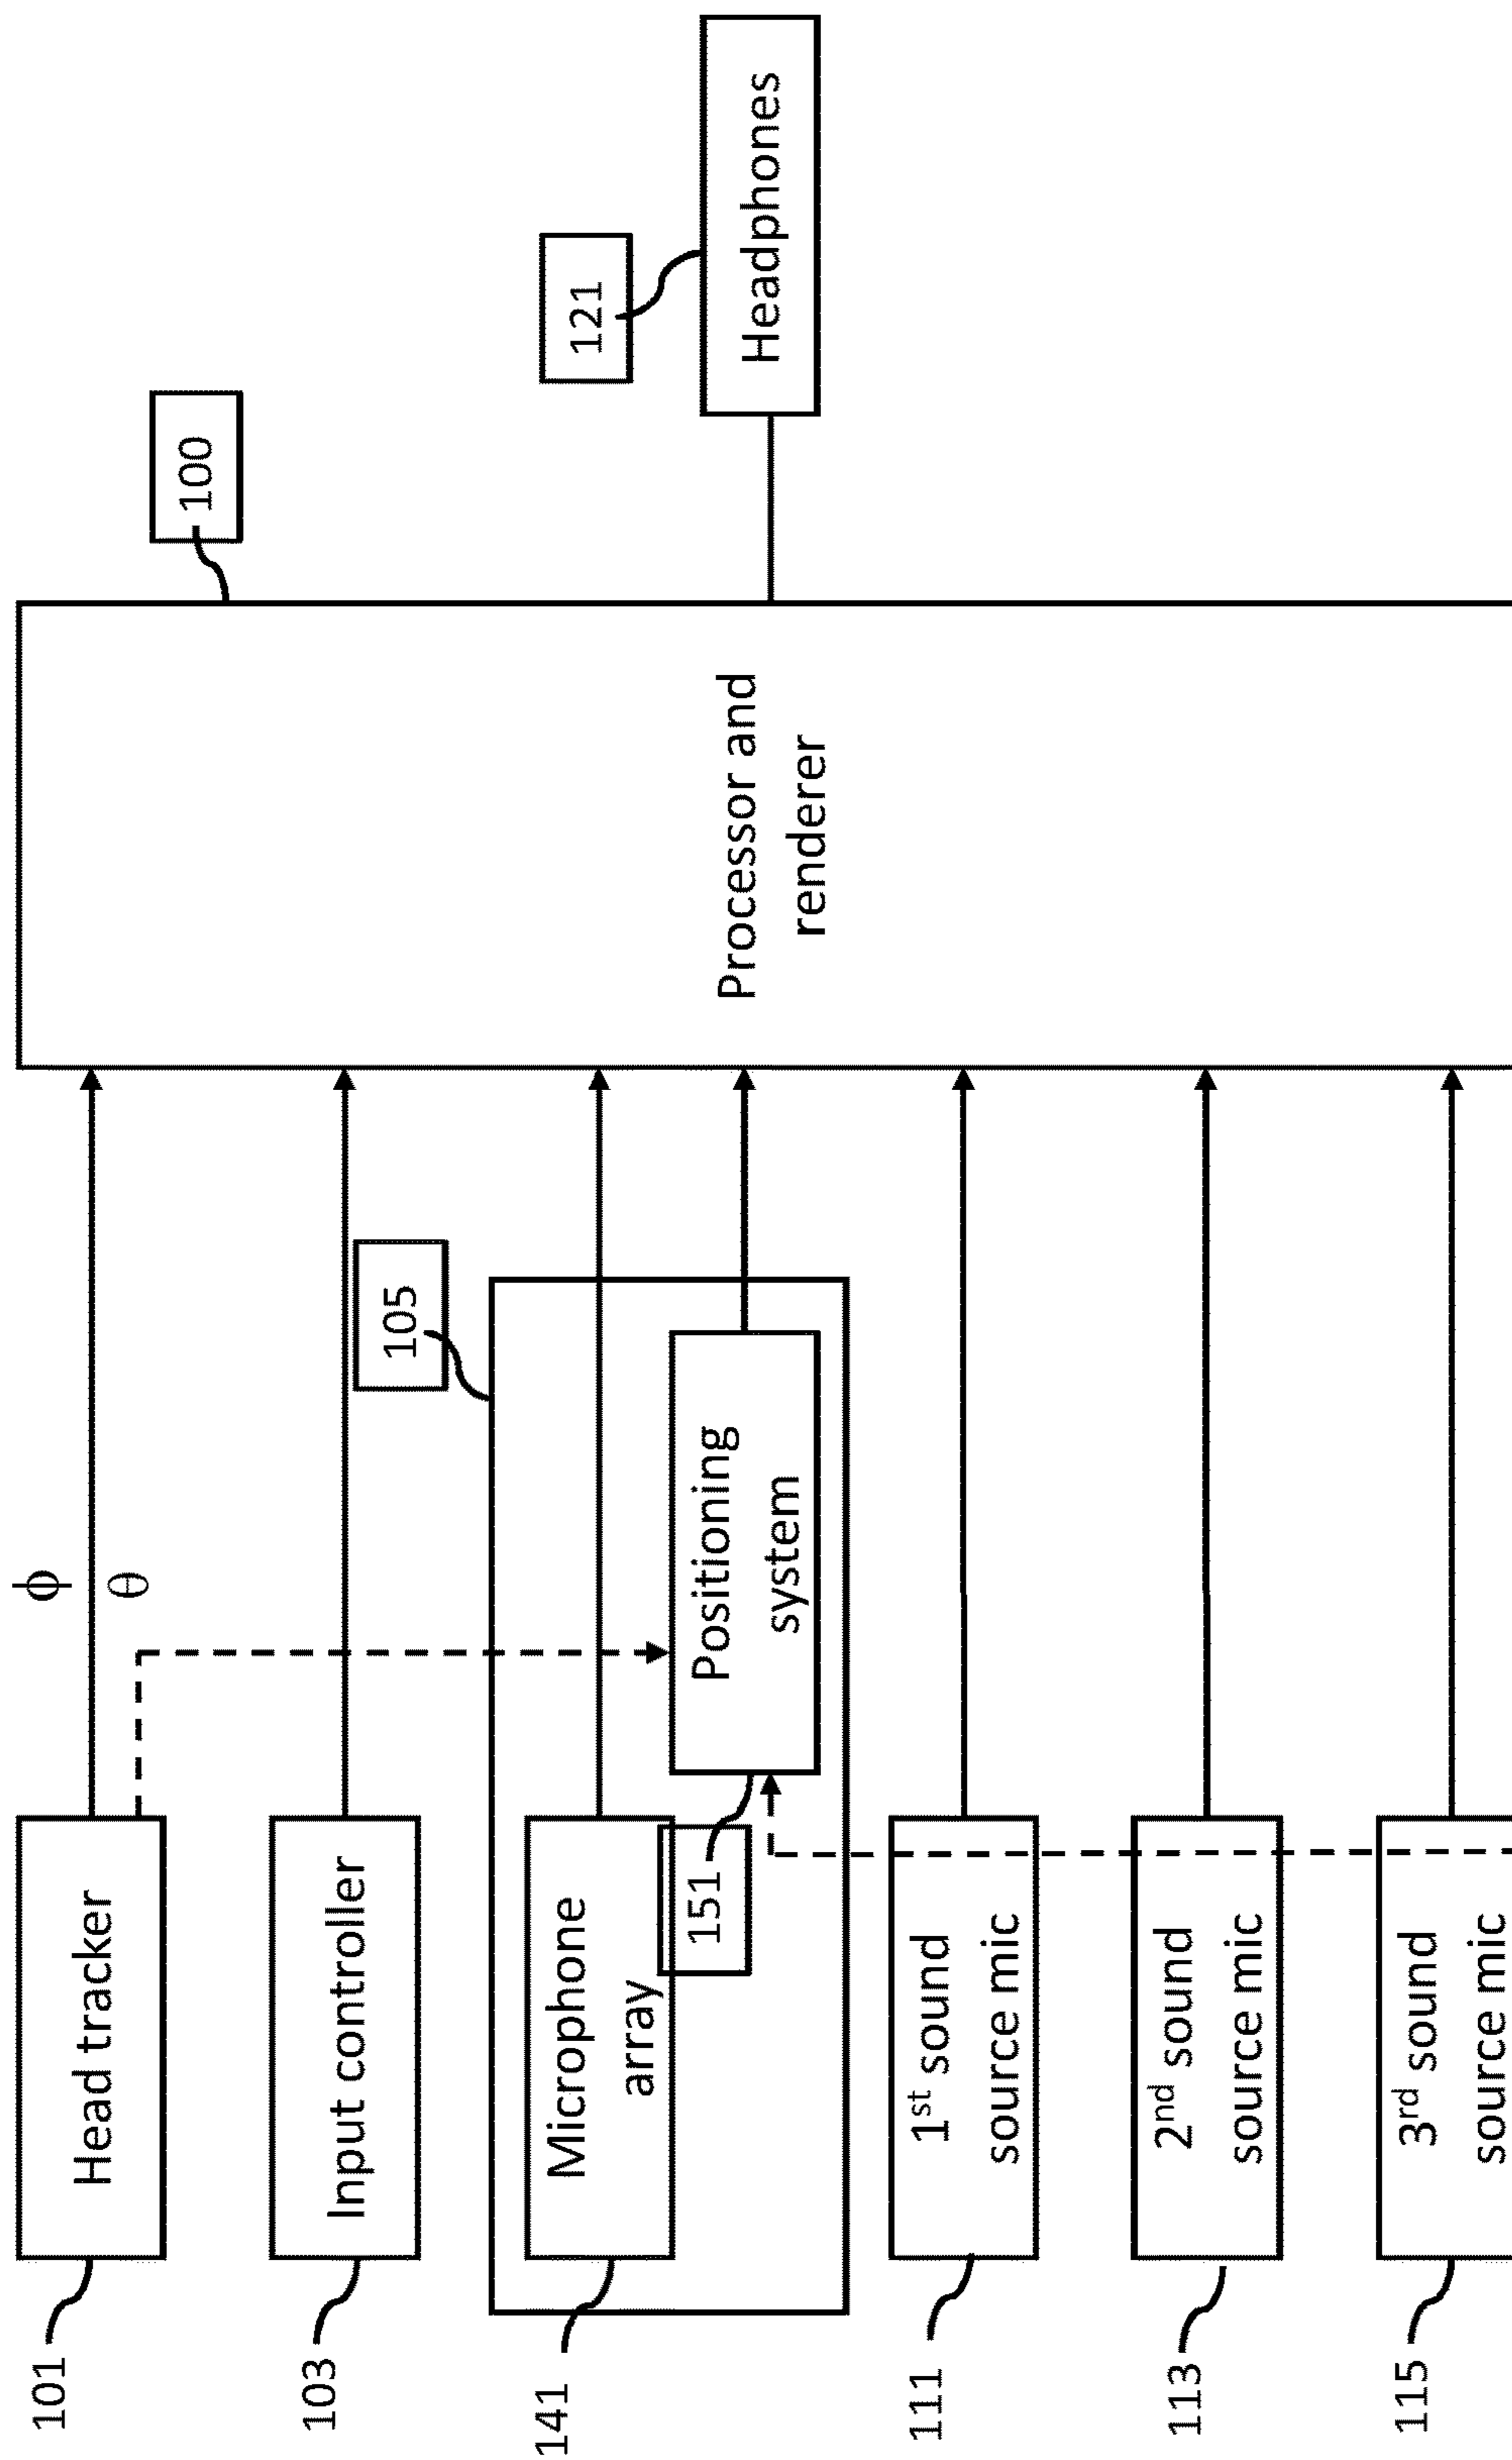 101
Head tracker
ϕ
θ
103
Input controller
105
141
Microphone
array
151
Positioning
system
111
1st sound
source mic
113
2nd sound
source mic
115
3rd sound
source mic
100
Processor and
renderer
121
Headphones